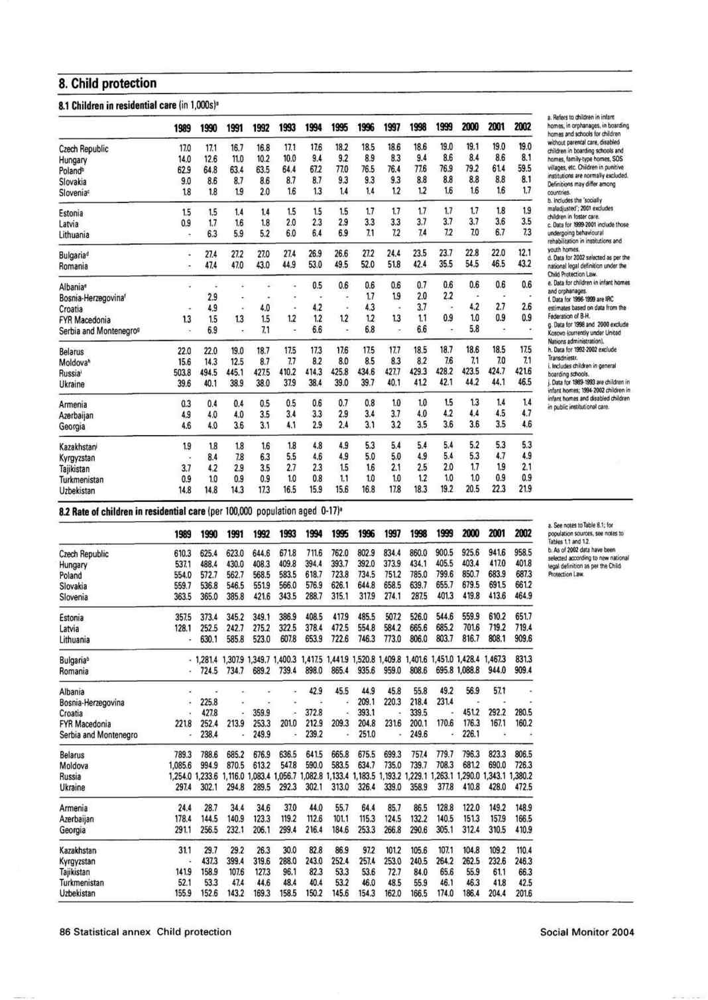 8. Child protection
8.1 Children in residential care (in 1,000s)ª
1989 1990 1991 1992 1993 1994 1995 1996 1997 1998 1999 2000 2001 2002
Czech Republic 17.0 17.1 16.7 16.8 17.1 17.6 18.2 18.5 18.6 18.6 19.0 19.1 19.0 19.0
Hungary 14.0 12.6 11.0 10.2 10.0 9.4 9.2 8.9 8.3 9.4 8.6 8.4 8.6 8.1
Polandᵇ 62.9 64.8 63.4 63.5 64.4 67.2 77.0 76.5 76.4 77.6 76.9 79.2 61.4 59.5
Slovakia 9.0 8.6 8.7 8.6 8.7 8.7 9.3 9.3 9.3 8.8 8.8 8.8 8.8 8.1
Sloveniaᶜ 1.8 1.8 1.9 2.0 1.6 1.3 1.4 1.4 1.2 1.2 1.6 1.6 1.6 1.7
Estonia 1.5 1.5 1.4 1.4 1.5 1.5 1.5 1.7 1.7 1.7 1.7 1.7 1.8 1.9
Latvia 0.9 1.7 1.6 1.8 2.0 2.3 2.9 3.3 3.3 3.7 3.7 3.7 3.6 3.5
Lithuania - 6.3 5.9 5.2 6.0 6.4 6.9 7.1 7.2 7.4 7.2 7.0 6.7 7.3
Bulgariaᵈ - 27.4 27.2 27.0 27.4 26.9 26.6 27.2 24.4 23.5 23.7 22.8 22.0 12.1
Romania - 47.4 47.0 43.0 44.9 53.0 49.5 52.0 51.8 42.4 35.5 54.5 46.5 43.2
Albaniaᵉ - - - - - 0.5 0.6 0.6 0.6 0.7 0.6 0.6 0.6 0.6
Bosnia-Herzegovinaᶠ 2.9 - - - - - 1.7 1.9 2.0 2.2 - - -
Croatia - 4.9 - 4.0 - 4.2 - 4.3 - 3.7 - 4.2 2.7 2.6
FYR Macedonia 1.3 1.5 1.3 1.5 1.2 1.2 1.2 1.2 1.3 1.1 0.9 1.0 0.9 0.9
Serbia and Montenegroᵍ - 6.9 - 7.1 - 6.6 - 6.8 - 6.6 - 5.8 - -
Belarus 22.0 22.0 19.0 18.7 17.5 17.3 17.6 17.5 17.7 18.5 18.7 18.6 18.5 17.5
Moldovaʰ 15.6 14.3 12.5 8.7 7.7 8.2 8.0 8.5 8.3 8.2 7.6 7.1 7.0 7.1
Russiaⁱ 503.8 494.5 445.1 427.5 410.2 414.3 425.8 434.6 427.7 429.3 428.2 423.5 424.7 421.6
Ukraine 39.6 40.1 38.9 38.0 37.9 38.4 39.0 39.7 40.1 41.2 42.1 44.2 44.1 46.5
Armenia 0.3 0.4 0.4 0.5 0.5 0.6 0.7 0.8 1.0 1.0 1.5 1.3 1.4 1.4
Azerbaijan 4.9 4.0 4.0 3.5 3.4 3.3 2.9 3.4 3.7 4.0 4.2 4.4 4.5 4.7
Georgia 4.6 4.0 3.6 3.1 4.1 2.9 2.4 3.1 3.2 3.5 3.6 3.6 3.5 4.6
Kazakhstanʲ 1.9 1.8 1.8 1.6 1.8 4.8 4.9 5.3 5.4 5.4 5.4 5.2 5.3 5.3
Kyrgyzstan - 8.4 7.8 6.3 5.5 4.6 4.9 5.0 5.0 4.9 5.4 5.3 4.7 4.9
Tajikistan 3.7 4.2 2.9 3.5 2.7 2.3 1.5 1.6 2.1 2.5 2.0 1.7 1.9 2.1
Turkmenistan 0.9 1.0 0.9 0.9 1.0 0.8 1.1 1.0 1.0 1.2 1.0 1.0 0.9 0.9
Uzbekistan 14.8 14.8 14.3 17.3 16.5 15.9 15.6 16.8 17.8 18.3 19.2 20.5 22.3 21.9
a. Refers to children in infant
homes, in orphanages, in boarding
homes and schools for children
without parental care, disabled
children in boarding schools and
homes, family-type homes, SOS
villages, etc. Children in punitive
institutions are normally excluded.
Definitions may differ among
countries.
b. Includes the 'socially
maladjusted'; 2001 excludes
children in foster care.
c. Data for 1999-2001 include those
undergoing behavioural
rehabilitation in institutions and
youth homes.
d. Data for 2002 selected as per the
national legal definition under the
Child Protection Law.
e. Data for children in infant homes
and orphanages.
f. Data for 1996-1999 are IRC
estimates based on data from the
Federation of B-H.
g. Data for 1998 and 2000 exclude
Kosovo (currently under United
Nations administration).
h. Data for 1992-2002 exclude
Transdniestr.
i. Includes children in general
boarding schools.
j. Data for 1989-1993 are children in
infant homes; 1994-2002 children in
infant homes and disabled children
in public institutional care.
8.2 Rate of children in residential care (per 100,000 population aged 0-17)ª
1989 1990 1991 1992 1993 1994 1995 1996 1997 1998 1999 2000 2001 2002
Czech Republic 610.3 625.4 623.0 644.6 671.8 711.6 762.0 802.9 834.4 860.0 900.5 925.6 941.6 958.5
Hungary 537.1 488.4 430.0 408.3 409.8 394.4 393.7 392.0 373.9 434.1 405.5 403.4 417.0 401.8
Poland 554.0 572.7 562.7 568.5 583.5 618.7 723.8 734.5 751.2 785.0 799.6 850.7 683.9 687.3
Slovakia 559.7 536.8 546.5 551.9 566.0 576.9 626.1 644.8 658.5 639.7 655.7 679.5 691.5 661.2
Slovenia 363.5 365.0 385.8 421.6 343.5 288.7 315.1 317.9 274.1 287.5 401.3 419.8 413.6 464.9
Estonia 357.5 373.4 345.2 349.1 386.9 408.5 417.9 485.5 507.2 526.0 544.6 559.9 610.2 651.7
Latvia 128.1 252.5 242.7 275.2 322.5 378.4 472.5 554.8 584.2 665.6 685.2 701.6 719.2 719.4
Lithuania - 630.1 585.8 523.0 607.8 653.9 722.6 746.3 773.0 806.0 803.7 816.7 808.1 909.6
Bulgariaᵇ - 1,281.4 1,307.9 1,349.7 1,400.3 1,417.5 1,441.9 1,520.8 1,409.8 1,401.6 1,451.0 1,428.4 1,467.3 831.3
Romania - 724.5 734.7 689.2 739.4 898.0 865.4 935.6 959.0 808.6 695.8 1,088.8 944.0 909.4
Albania - - - - - 42.9 45.5 44.9 45.8 55.8 49.2 56.9 57.1 -
Bosnia-Herzegovina - 225.8 - - - - - 209.1 220.3 218.4 231.4 - - -
Croatia - 427.8 - 359.9 - 372.8 - 393.1 - 339.5 - 451.2 292.2 280.5
FYR Macedonia 221.8 252.4 213.9 253.3 201.0 212.9 209.3 204.8 231.6 200.1 170.6 176.3 167.1 160.2
Serbia and Montenegro - 238.4 - 249.9 - 239.2 - 251.0 - 249.6 - 226.1 - -
Belarus 789.3 788.6 685.2 676.9 636.5 641.5 665.8 675.5 699.3 757.4 779.7 796.3 823.3 806.5
Moldova 1,085.6 994.9 870.5 613.2 547.8 590.0 583.5 634.7 735.0 739.7 708.3 681.2 690.0 726.3
Russia 1,254.0 1,233.6 1,116.0 1,083.4 1,056.7 1,082.8 1,133.4 1,183.5 1,193.2 1,229.1 1,263.1 1,290.0 1,343.1 1,380.2
Ukraine 297.4 302.1 294.8 289.5 292.3 302.1 313.0 326.4 339.0 358.9 377.8 410.8 428.0 472.5
Armenia 24.4 28.7 34.4 34.6 37.0 44.0 55.7 64.4 85.7 86.5 128.8 122.0 149.2 148.9
Azerbaijan 178.4 144.5 140.9 123.3 119.2 112.6 101.1 115.3 124.5 132.2 140.5 151.3 157.9 166.5
Georgia 291.1 256.5 232.1 206.1 299.4 216.4 184.6 253.3 266.8 290.6 305.1 312.4 310.5 410.9
Kazakhstan 31.1 29.7 29.2 26.3 30.0 82.8 86.9 97.2 101.2 105.6 107.1 104.8 109.2 110.4
Kyrgyzstan - 437.3 399.4 319.6 288.0 243.0 252.4 257.4 253.0 240.5 264.2 262.5 232.6 246.3
Tajikistan 141.9 158.9 107.6 127.3 96.1 82.3 53.3 53.6 72.7 84.0 65.6 55.9 61.1 66.3
Turkmenistan 52.1 53.3 47.4 44.6 48.4 40.4 53.2 46.0 48.5 55.9 46.1 46.3 41.8 42.5
Uzbekistan 155.9 152.6 143.2 169.3 158.5 150.2 145.6 154.3 162.0 166.5 174.0 186.4 204.4 201.6
a. See notes to Table 8.1; for
population sources, see notes to
Tables 1.1 and 1.2.
b. As of 2002 data have been
selected according to new national
legal definition as per the Child
Protection Law.
86 Statistical annex Child protection
Social Monitor 2004